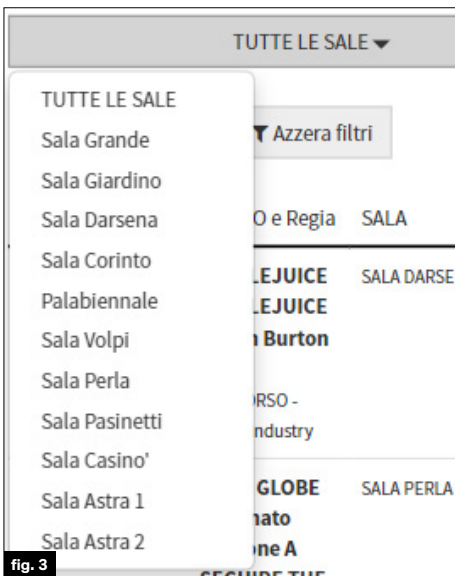 TUTTE LE SALE
TUTTE LE SALE
Sala Grande
Azzera filtri
Sala Giardino
Sala Darsena
O e Regia SALA
Sala Corinto
LEJUICE SALA DARSE
Palabiennale
LEJUICE
Sala Volpi
Burton
Sala Perla
RSO -
Sala Pasinetti
ndustry
Sala Casino'
Sala Astra 1
GLOBE SALA PERLA
nato
Sala Astra 2
ne A
fig. 3